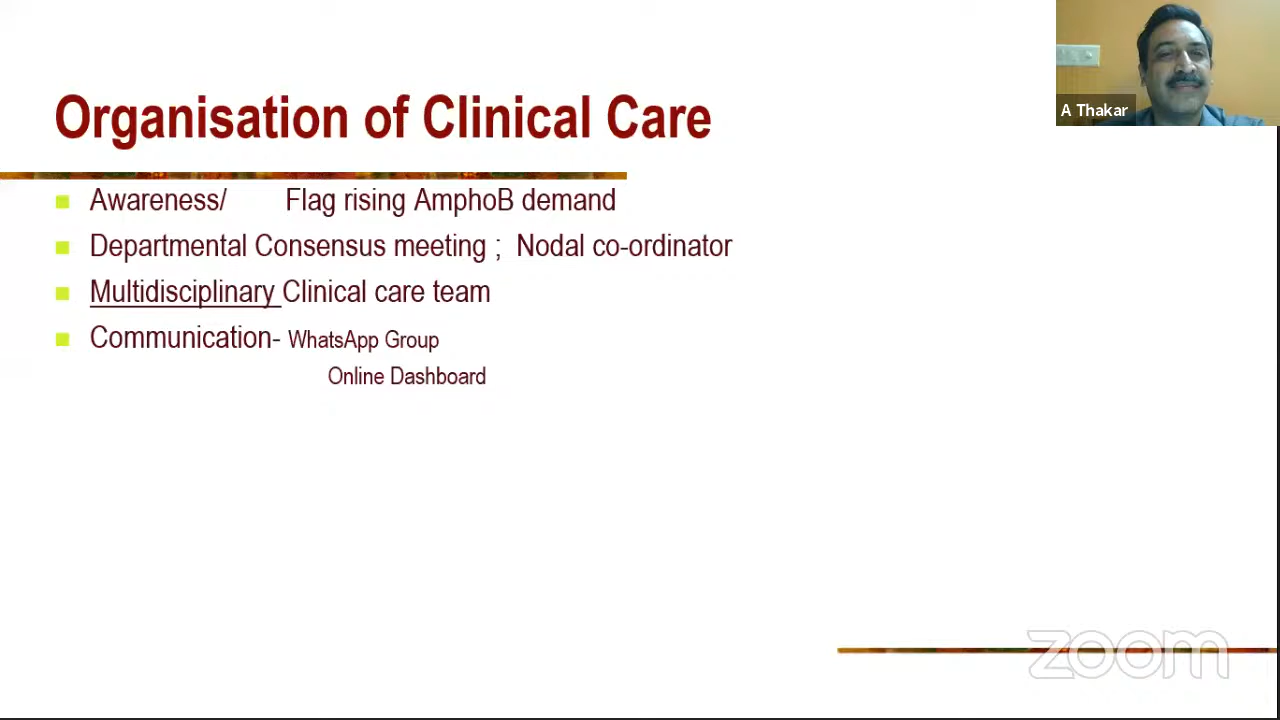 A Thakar
Organisation of Clinical Care
Awareness/ Flag rising AmphoB demand
Departmental Consensus meeting ; Nodal co-ordinator
Multidisciplinary Clinical care team
Communication- WhatsApp Group
Online Dashboard
zoom